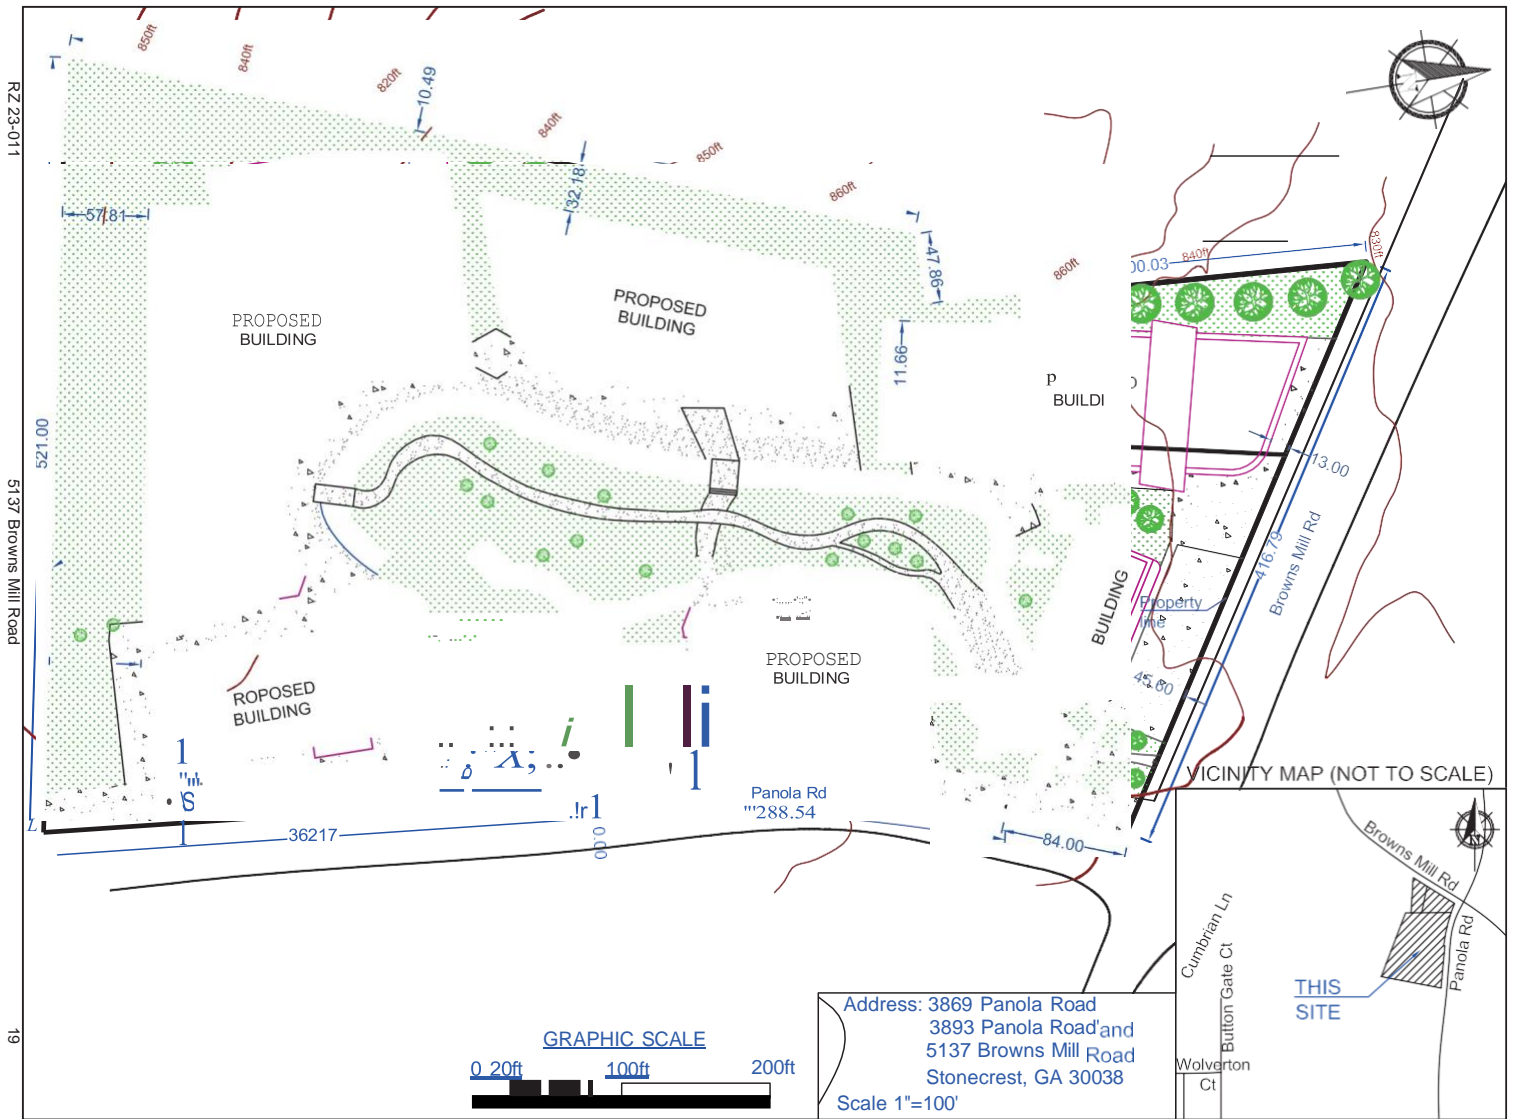 RZ 23-011
5137 Browns Mill Road
19
850ft
840ft
820ft
10.49
840ft
32.18
850ft
860ft
47.86
860ft
11.66
57.81
521.00
PROPOSED
BUILDING
PROPOSED
BUILDING
p
BUILDI
00.03
840ft
830ft
13.00
416.79
Browns Mill Rd
Property
line
45.80
BUILDING
PROPOSED
BUILDING
ROPOSED
BUILDING
Panola Rd
"'288.54
36217
0.00
84.00
VICINITY MAP (NOT TO SCALE)
Browns Mill Rd
Panola Rd
Cumbrian Ln
Button Gate Ct
Wolverton
Ct
THIS
SITE
GRAPHIC SCALE
0 20ft 100ft 200ft
Address: 3869 Panola Road
3893 Panola Road'and
5137 Browns Mill Road
Stonecrest, GA 30038
Scale 1"=100'